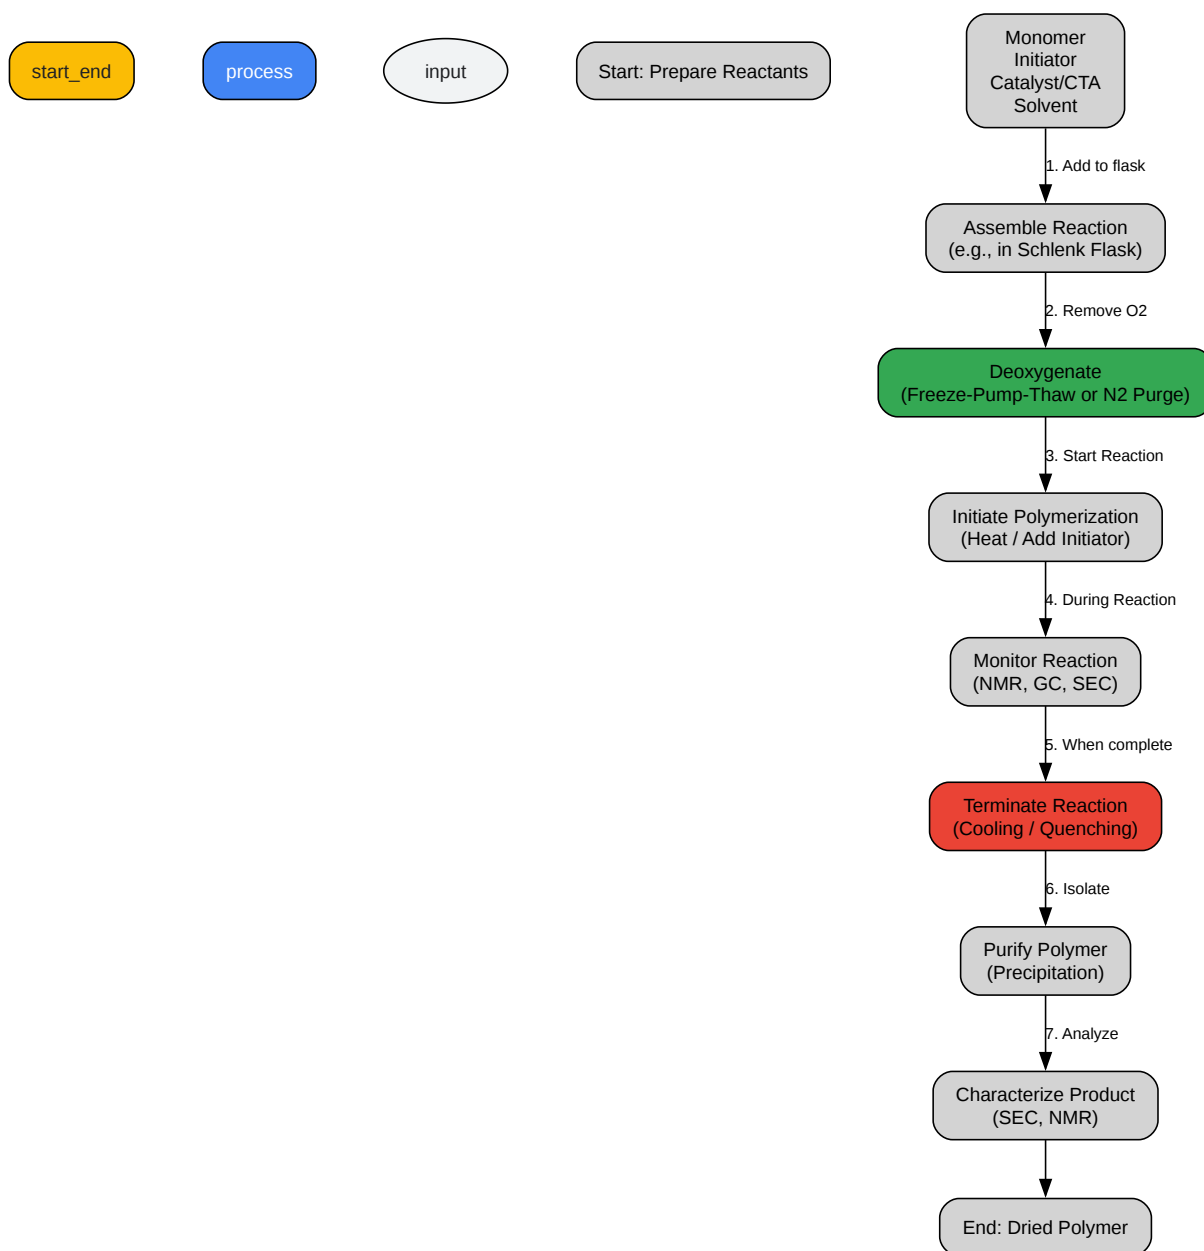 start_end
process
input
Start: Prepare Reactants
Monomer
Initiator
Catalyst/CTA
Solvent
1. Add to flask
Assemble Reaction
(e.g., in Schlenk Flask)
2. Remove O2
Deoxygenate
(Freeze-Pump-Thaw or N2 Purge)
3. Start Reaction
Initiate Polymerization
(Heat / Add Initiator)
4. During Reaction
Monitor Reaction
(NMR, GC, SEC)
5. When complete
Terminate Reaction
(Cooling / Quenching)
6. Isolate
Purify Polymer
(Precipitation)
7. Analyze
Characterize Product
(SEC, NMR)
End: Dried Polymer